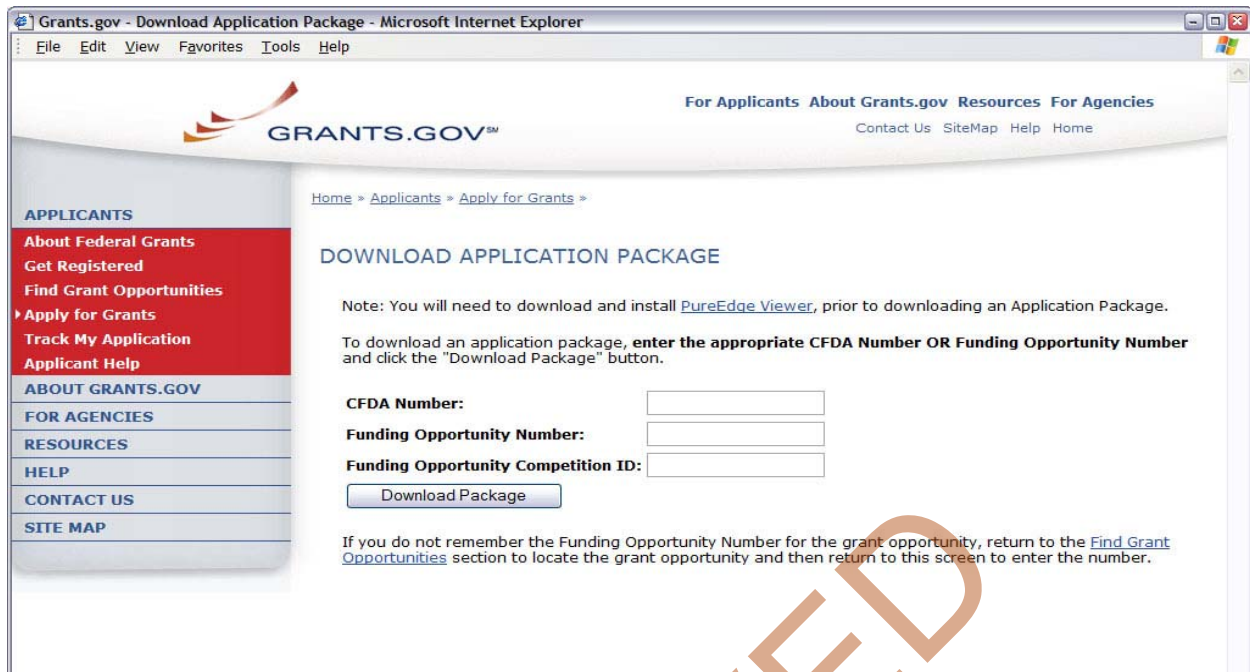 Grants.gov - Download Application Package - Microsoft Internet Explorer
File Edit View Favorites Tools Help
GRANTS.GOV℠
For Applicants About Grants.gov Resources For Agencies
Contact Us SiteMap Help Home
APPLICANTS
About Federal Grants
Get Registered
Find Grant Opportunities
Apply for Grants
Track My Application
Applicant Help
ABOUT GRANTS.GOV
FOR AGENCIES
RESOURCES
HELP
CONTACT US
SITE MAP
Home » Applicants » Apply for Grants »
DOWNLOAD APPLICATION PACKAGE
Note: You will need to download and install PureEdge Viewer, prior to downloading an Application Package.
To download an application package, enter the appropriate CFDA Number OR Funding Opportunity Number
and click the "Download Package" button.
CFDA Number:
Funding Opportunity Number:
Funding Opportunity Competition ID:
Download Package
If you do not remember the Funding Opportunity Number for the grant opportunity, return to the Find Grant
Opportunities section to locate the grant opportunity and then return to this screen to enter the number.